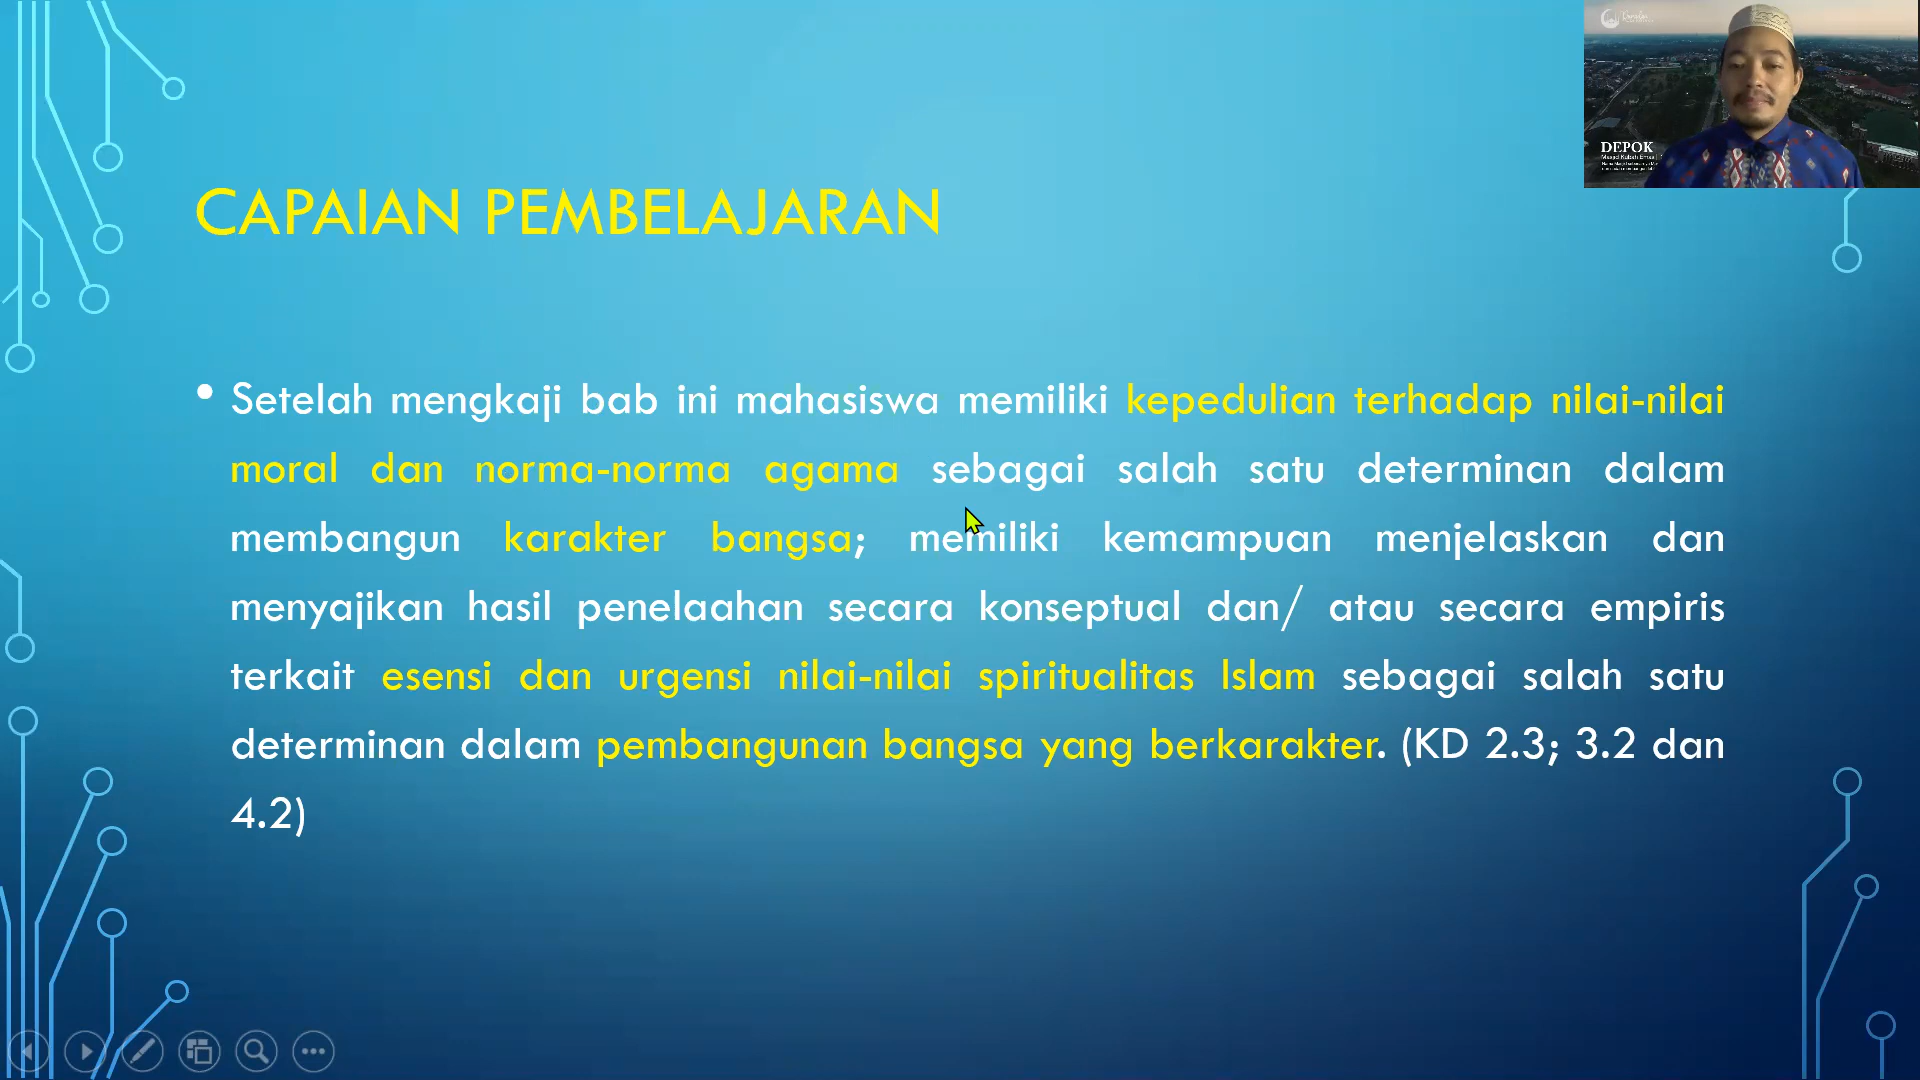 DEPOK
CAPAIAN PEMBELAJARAN
• Setelah mengkaji bab ini mahasiswa memiliki kepedulian terhadap nilai-nilai
moral dan norma-norma agama sebagai salah satu determinan dalam
membangun karakter bangsa; memiliki kemampuan menjelaskan dan
menyajikan hasil penelaahan secara konseptual dan/ atau secara empiris
terkait esensi dan urgensi nilai-nilai spiritualitas Islam sebagai salah satu
determinan dalam pembangunan bangsa yang berkarakter. (KD 2.3; 3.2 dan
4.2)